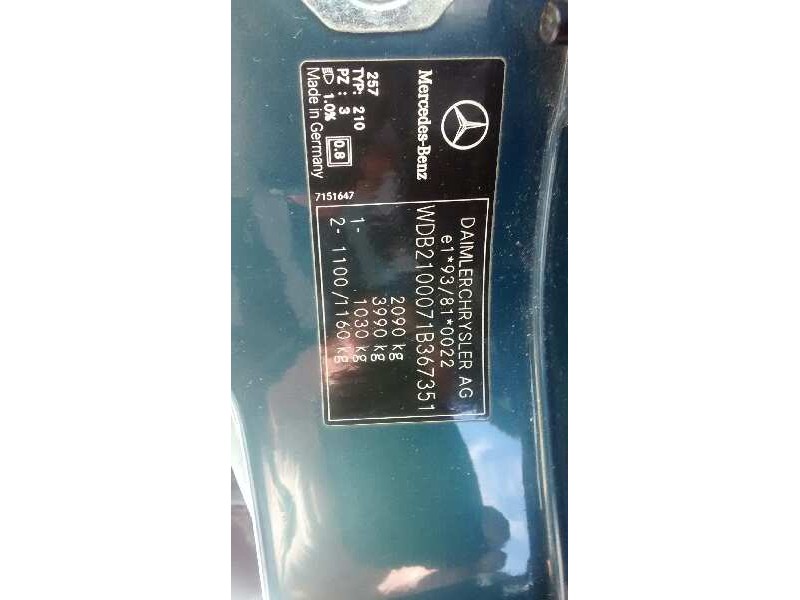 Mercedes-Benz
257
TYP: 210
PZ : 3
1.0%
0.8
Made in Germany
7151647
DAIMLERCHRYSLER AG
e1*93/81*0022
WDB2100071B367351
2090 kg
3990 kg
1- 1030 kg
2- 1100/1160 kg